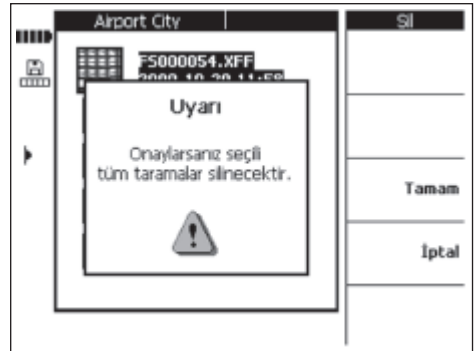 Airport City
Sil
FS000054.XFF
Uyarı
Onaylarsanız seçili
tüm taramalar silinecektir.
Tamam
İptal